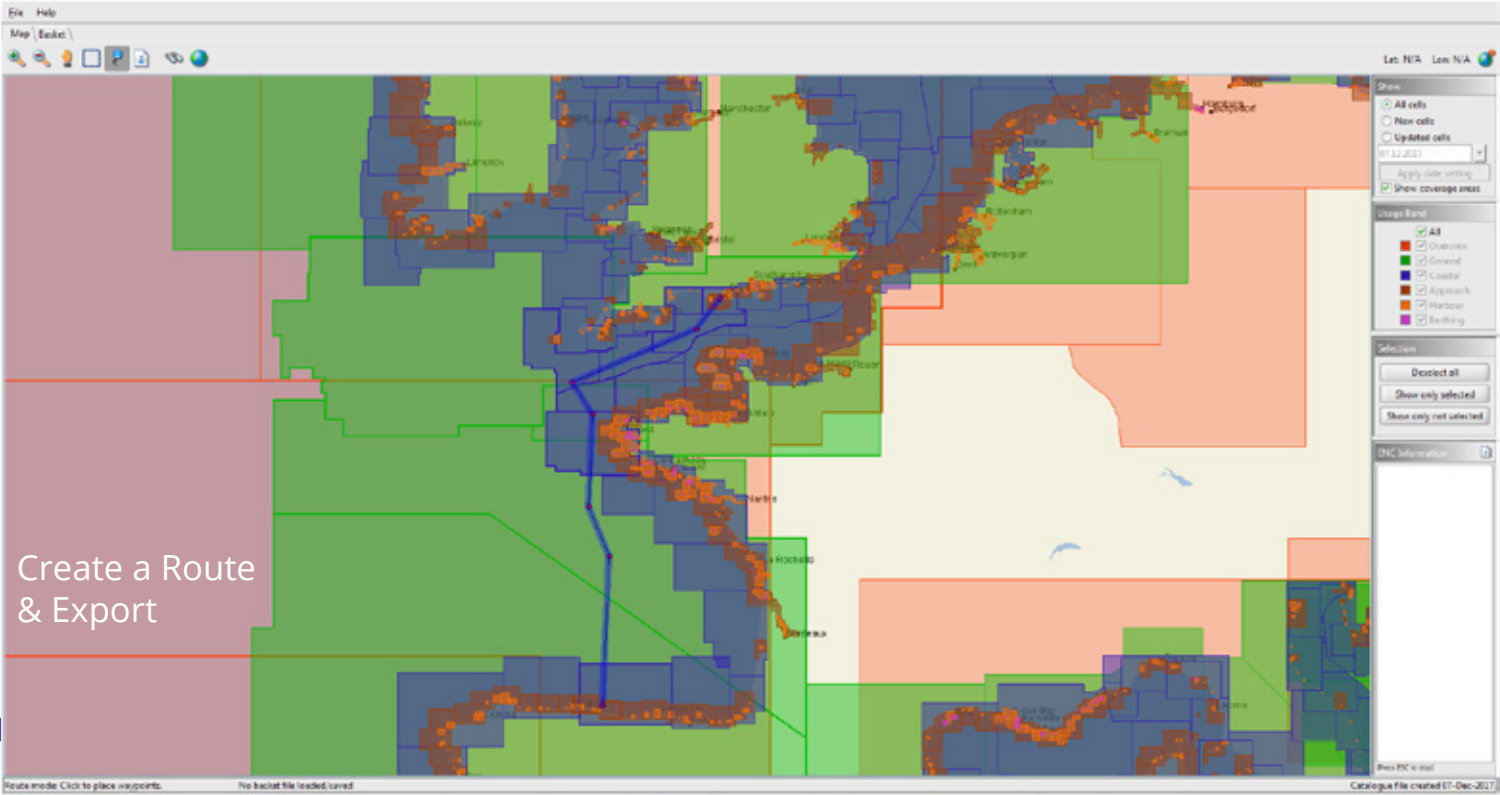 File Help
Map Basket
Lat: N/A Lon: N/A
Show
All cells
New cells
Updated cells
07.12.2017
Apply date setting
Show coverage areas
Usage Band
All
Overview
General
Coastal
Approach
Harbour
Berthing
Selection
Deselect all
Show only selected
Show only not selected
ENC Information
Press ESC to
Manchester
Limerick
Rotterdam
Antwerpen
Southampton
Nantes
La Rochelle
Bordeaux
Create a Route
& Export
Route mode: Click to place waypoints. No basket file loaded/saved Catalogue file created 07-Dec-2017.